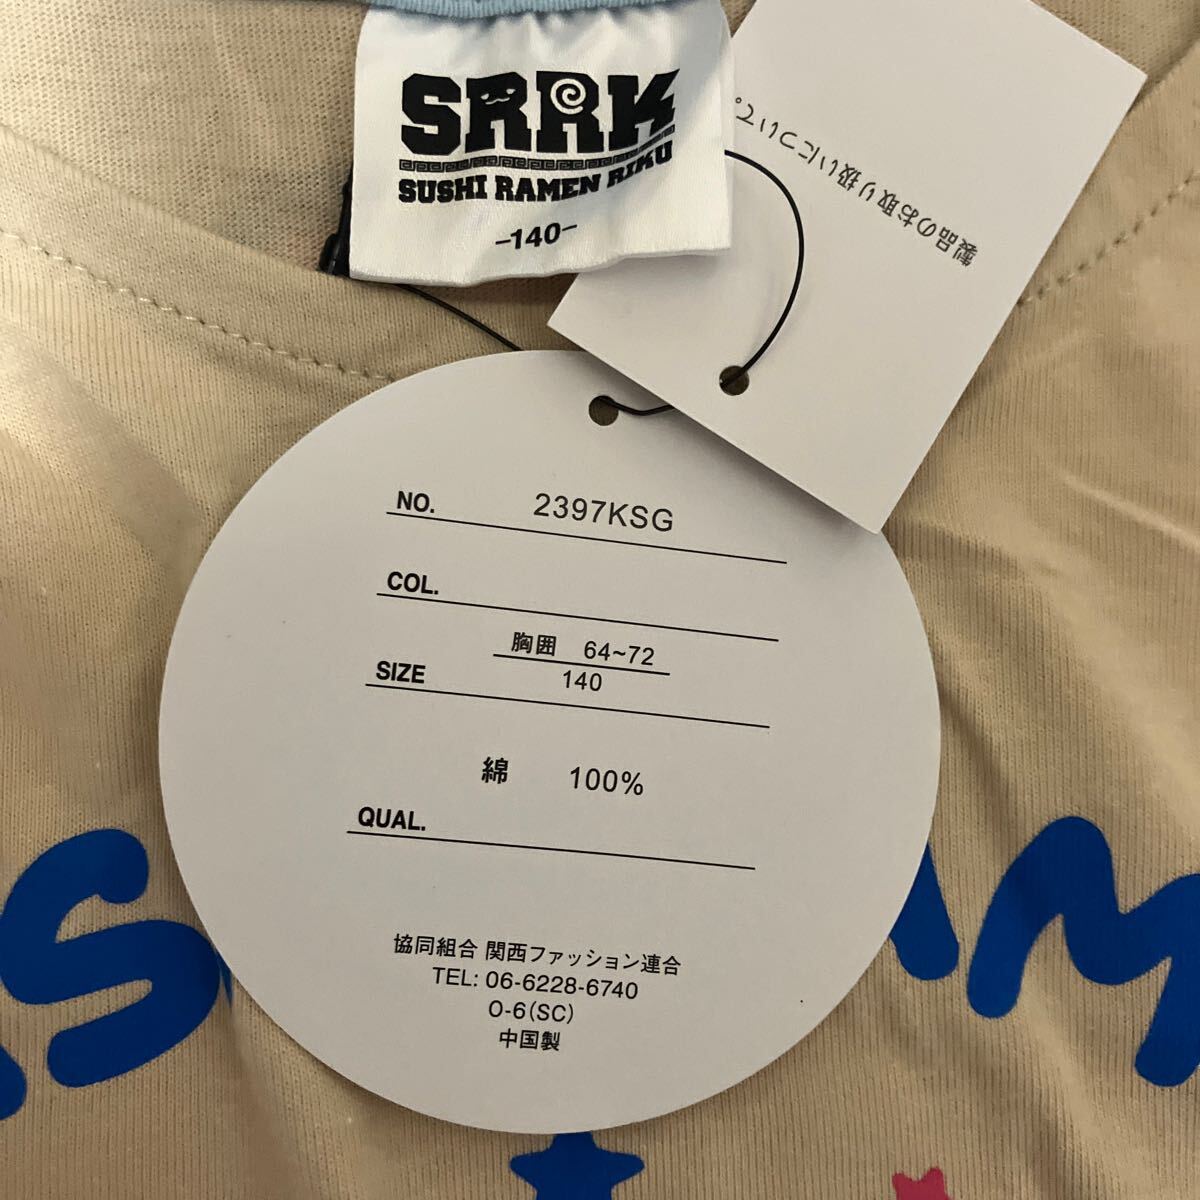 SRRK
SUSHI RAMEN RIKU
-140-
製品のお取り扱いについて。
NO. 2397KSG
COL.
胸囲 64~72
SIZE 140
綿 100%
QUAL.
協同組合 関西ファッション連合
TEL: 06-6228-6740
O-6(SC)
中国製
S
AM